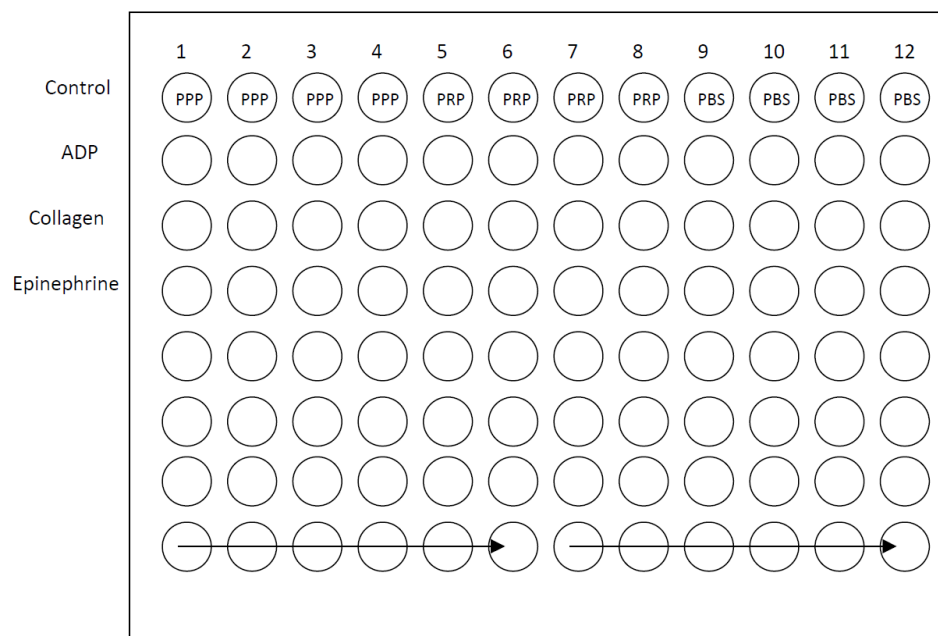 1 2 3 4 5 6 7 8 9 10 11 12
Control PPP PPP PPP PPP PRP PRP PRP PRP PBS PBS PBS PBS
ADP
Collagen
Epinephrine